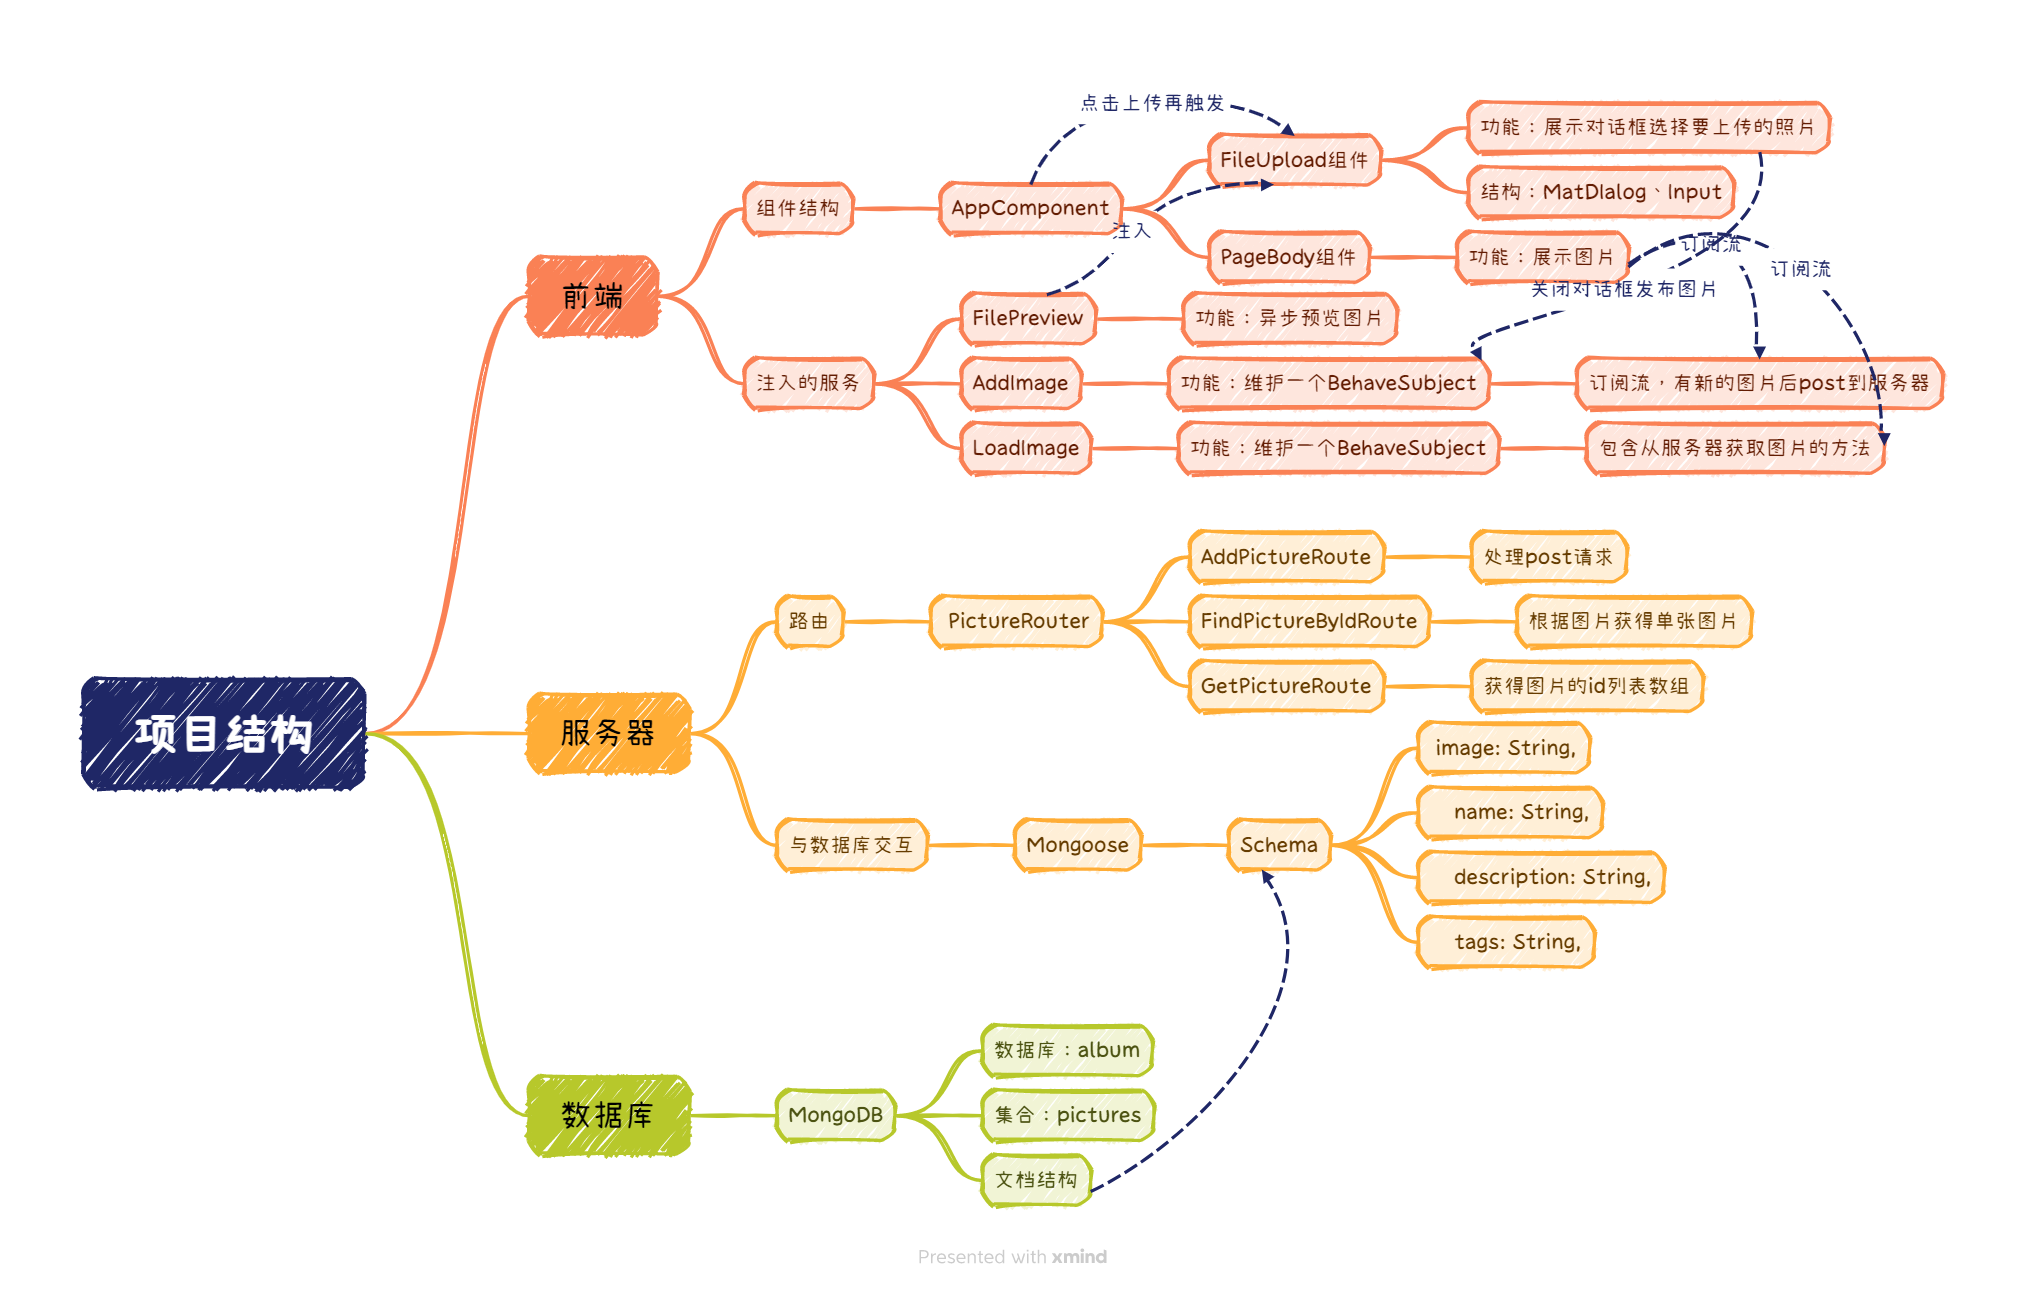 项目结构
前端
组件结构
AppComponent
点击上传再触发
FileUpload组件
功能：展示对话框选择要上传的照片
结构：MatDIalog、Input
PageBody组件
功能：展示图片
注入
订阅流
订阅流
关闭对话框发布图片
注入的服务
FilePreview
功能：异步预览图片
AddImage
功能：维护一个BehaveSubject
订阅流，有新的图片后post到服务器
LoadImage
功能：维护一个BehaveSubject
包含从服务器获取图片的方法
服务器
路由
PictureRouter
AddPictureRoute
处理post请求
FindPictureByIdRoute
根据图片获得单张图片
GetPictureRoute
获得图片的id列表数组
与数据库交互
Mongoose
Schema
image: String,
name: String,
description: String,
tags: String,
数据库
MongoDB
数据库：album
集合：pictures
文档结构
Presented with xmind